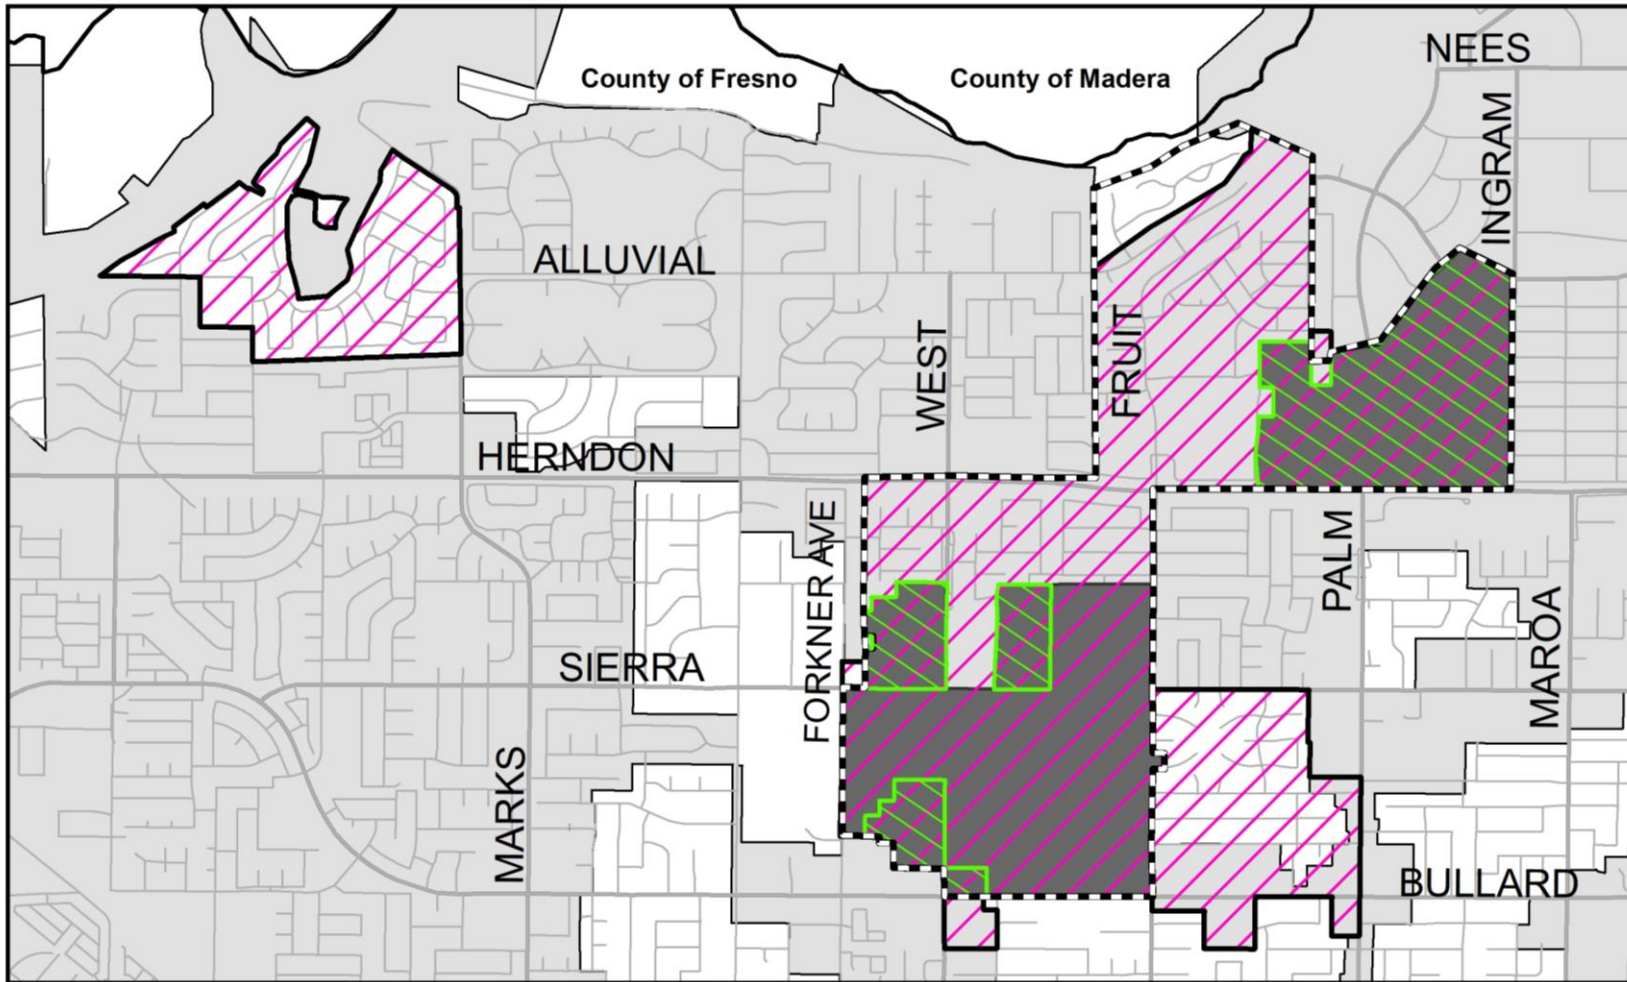 NEES
County of Fresno
County of Madera
INGRAM
ALLUVIAL
FRUIT
WEST
HERNDON
FORKNER AVE
PALM
SIERRA
MAROA
MARKS
BULLARD